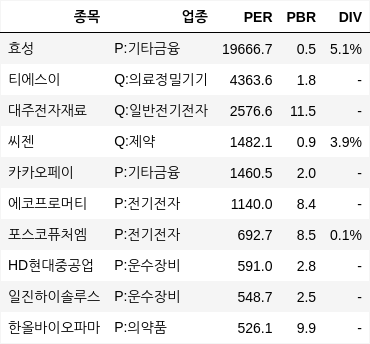 종목 업종 PER PBR DIV
효성 P:기타금융 19666.7 0.5 5.1%
티에스이 Q:의료정밀기기 4363.6 1.8 -
대주전자재료 Q:일반전기전자 2576.6 11.5 -
씨젠 Q:제약 1482.1 0.9 3.9%
카카오페이 P:기타금융 1460.5 2.0 -
에코프로머티 P:전기전자 1140.0 8.4 -
포스코퓨처엠 P:전기전자 692.7 8.5 0.1%
HD현대중공업 P:운수장비 591.0 2.8 -
일진하이솔루스 P:운수장비 548.7 2.5 -
한올바이오파마 P:의약품 526.1 9.9 -